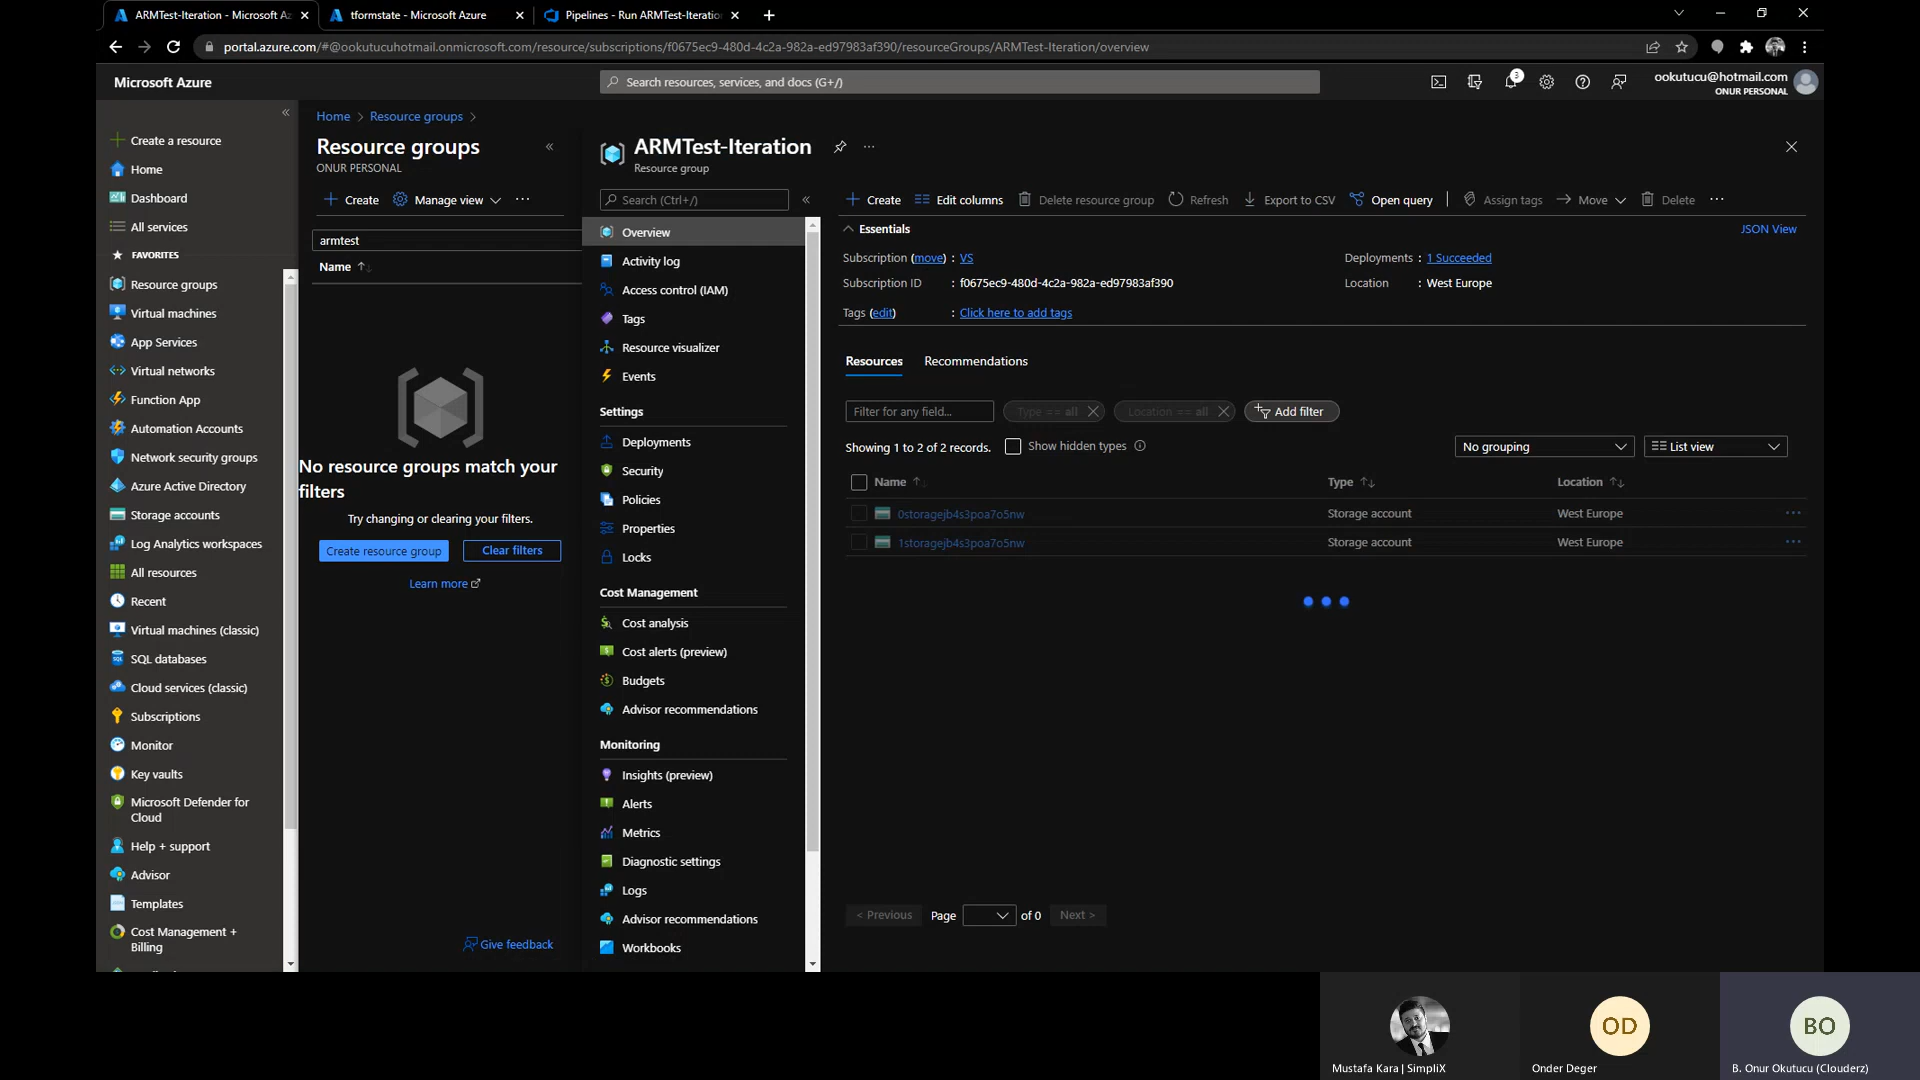 ARMTest-Iteration - Microsoft Az
tformstate - Microsoft Azure
Pipelines - Run ARMTest-Iteratio
portal.azure.com/#@ookutucuhotmail.onmicrosoft.com/resource/subscriptions/f0675ec9-480d-4c2a-982a-ed97983af390/resourceGroups/ARMTest-Iteration/overview
Microsoft Azure
Search resources, services, and docs (G+/)
3
ookutucu@hotmail.com
ONUR PERSONAL
Create a resource
Home
Dashboard
All services
FAVORITES
Resource groups
Virtual machines
App Services
Virtual networks
Function App
Automation Accounts
Network security groups
Azure Active Directory
Storage accounts
Log Analytics workspaces
All resources
Recent
Virtual machines (classic)
SQL databases
Cloud services (classic)
Subscriptions
Monitor
Key vaults
Microsoft Defender for
Cloud
Help + support
Advisor
Templates
Cost Management +
Billing
Home > Resource groups >
Resource groups
ONUR PERSONAL
Create
Manage view
armtest
Name
No resource groups match your
filters
Try changing or clearing your filters.
Create resource group
Clear filters
Learn more
Give feedback
ARMTest-Iteration
Resource group
Search (Ctrl+/)
Overview
Activity log
Access control (IAM)
Tags
Resource visualizer
Events
Settings
Deployments
Security
Policies
Properties
Locks
Cost Management
Cost analysis
Cost alerts (preview)
Budgets
Advisor recommendations
Monitoring
Insights (preview)
Alerts
Metrics
Diagnostic settings
Logs
Advisor recommendations
Workbooks
Create
Edit columns
Delete resource group
Refresh
Export to CSV
Open query
Assign tags
Move
Delete
Essentials
JSON View
Subscription (move) : VS
Deployments : 1 Succeeded
Subscription ID : f0675ec9-480d-4c2a-982a-ed97983af390
Location : West Europe
Tags (edit) : Click here to add tags
Resources
Recommendations
Filter for any field...
Type == all
Location == all
Add filter
Showing 1 to 2 of 2 records.
Show hidden types
No grouping
List view
Name
Type
Location
0storagejb4s3poa7o5nw
Storage account
West Europe
1storagejb4s3poa7o5nw
Storage account
West Europe
< Previous
Page
of 0
Next >
Mustafa Kara | SimpliX
OD
Onder Deger
BO
B. Onur Okutucu (Clouderz)